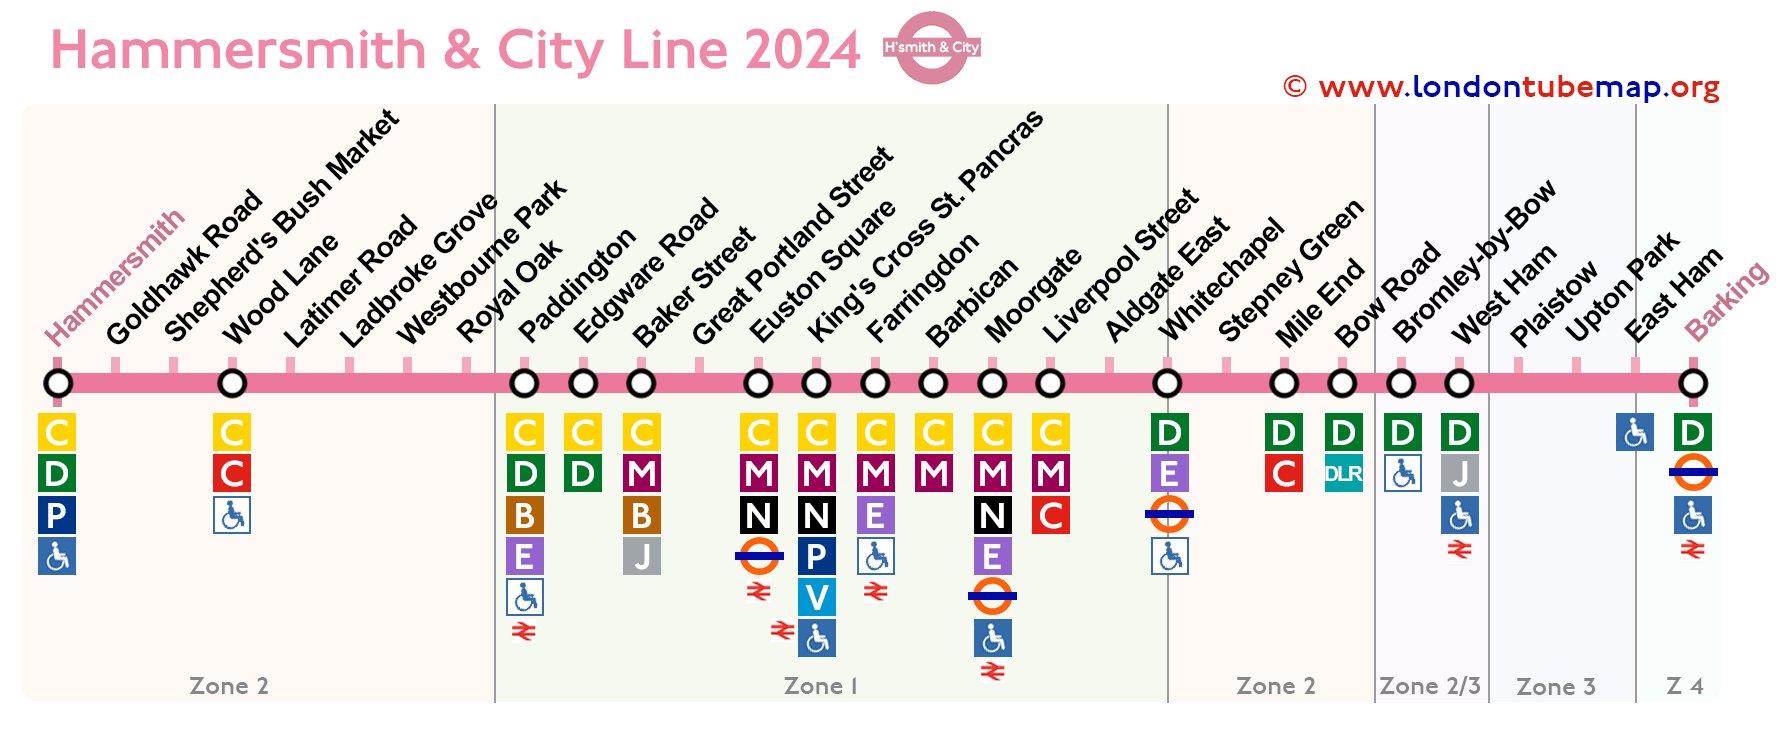 Hammersmith & City Line 2024
H'smith & City
© www.londontubemap.org
Hammersmith
Goldhawk Road
Shepherd's Bush Market
Wood Lane
Latimer Road
Ladbroke Grove
Westbourne Park
Royal Oak
Paddington
Edgware Road
Baker Street
Great Portland Street
Euston Square
King's Cross St. Pancras
Farringdon
Barbican
Moorgate
Liverpool Street
Aldgate East
Whitechapel
Stepney Green
Mile End
Bow Road
Bromley-by-Bow
West Ham
Plaistow
Upton Park
East Ham
Barking
C C C C C C C C C C C D D D D D D
D C D D M M M M M M M E C DLR J
P B B N N E N C
E J P E
V
Zone 2 Zone 1 Zone 2 Zone 2/3 Zone 3 Z 4